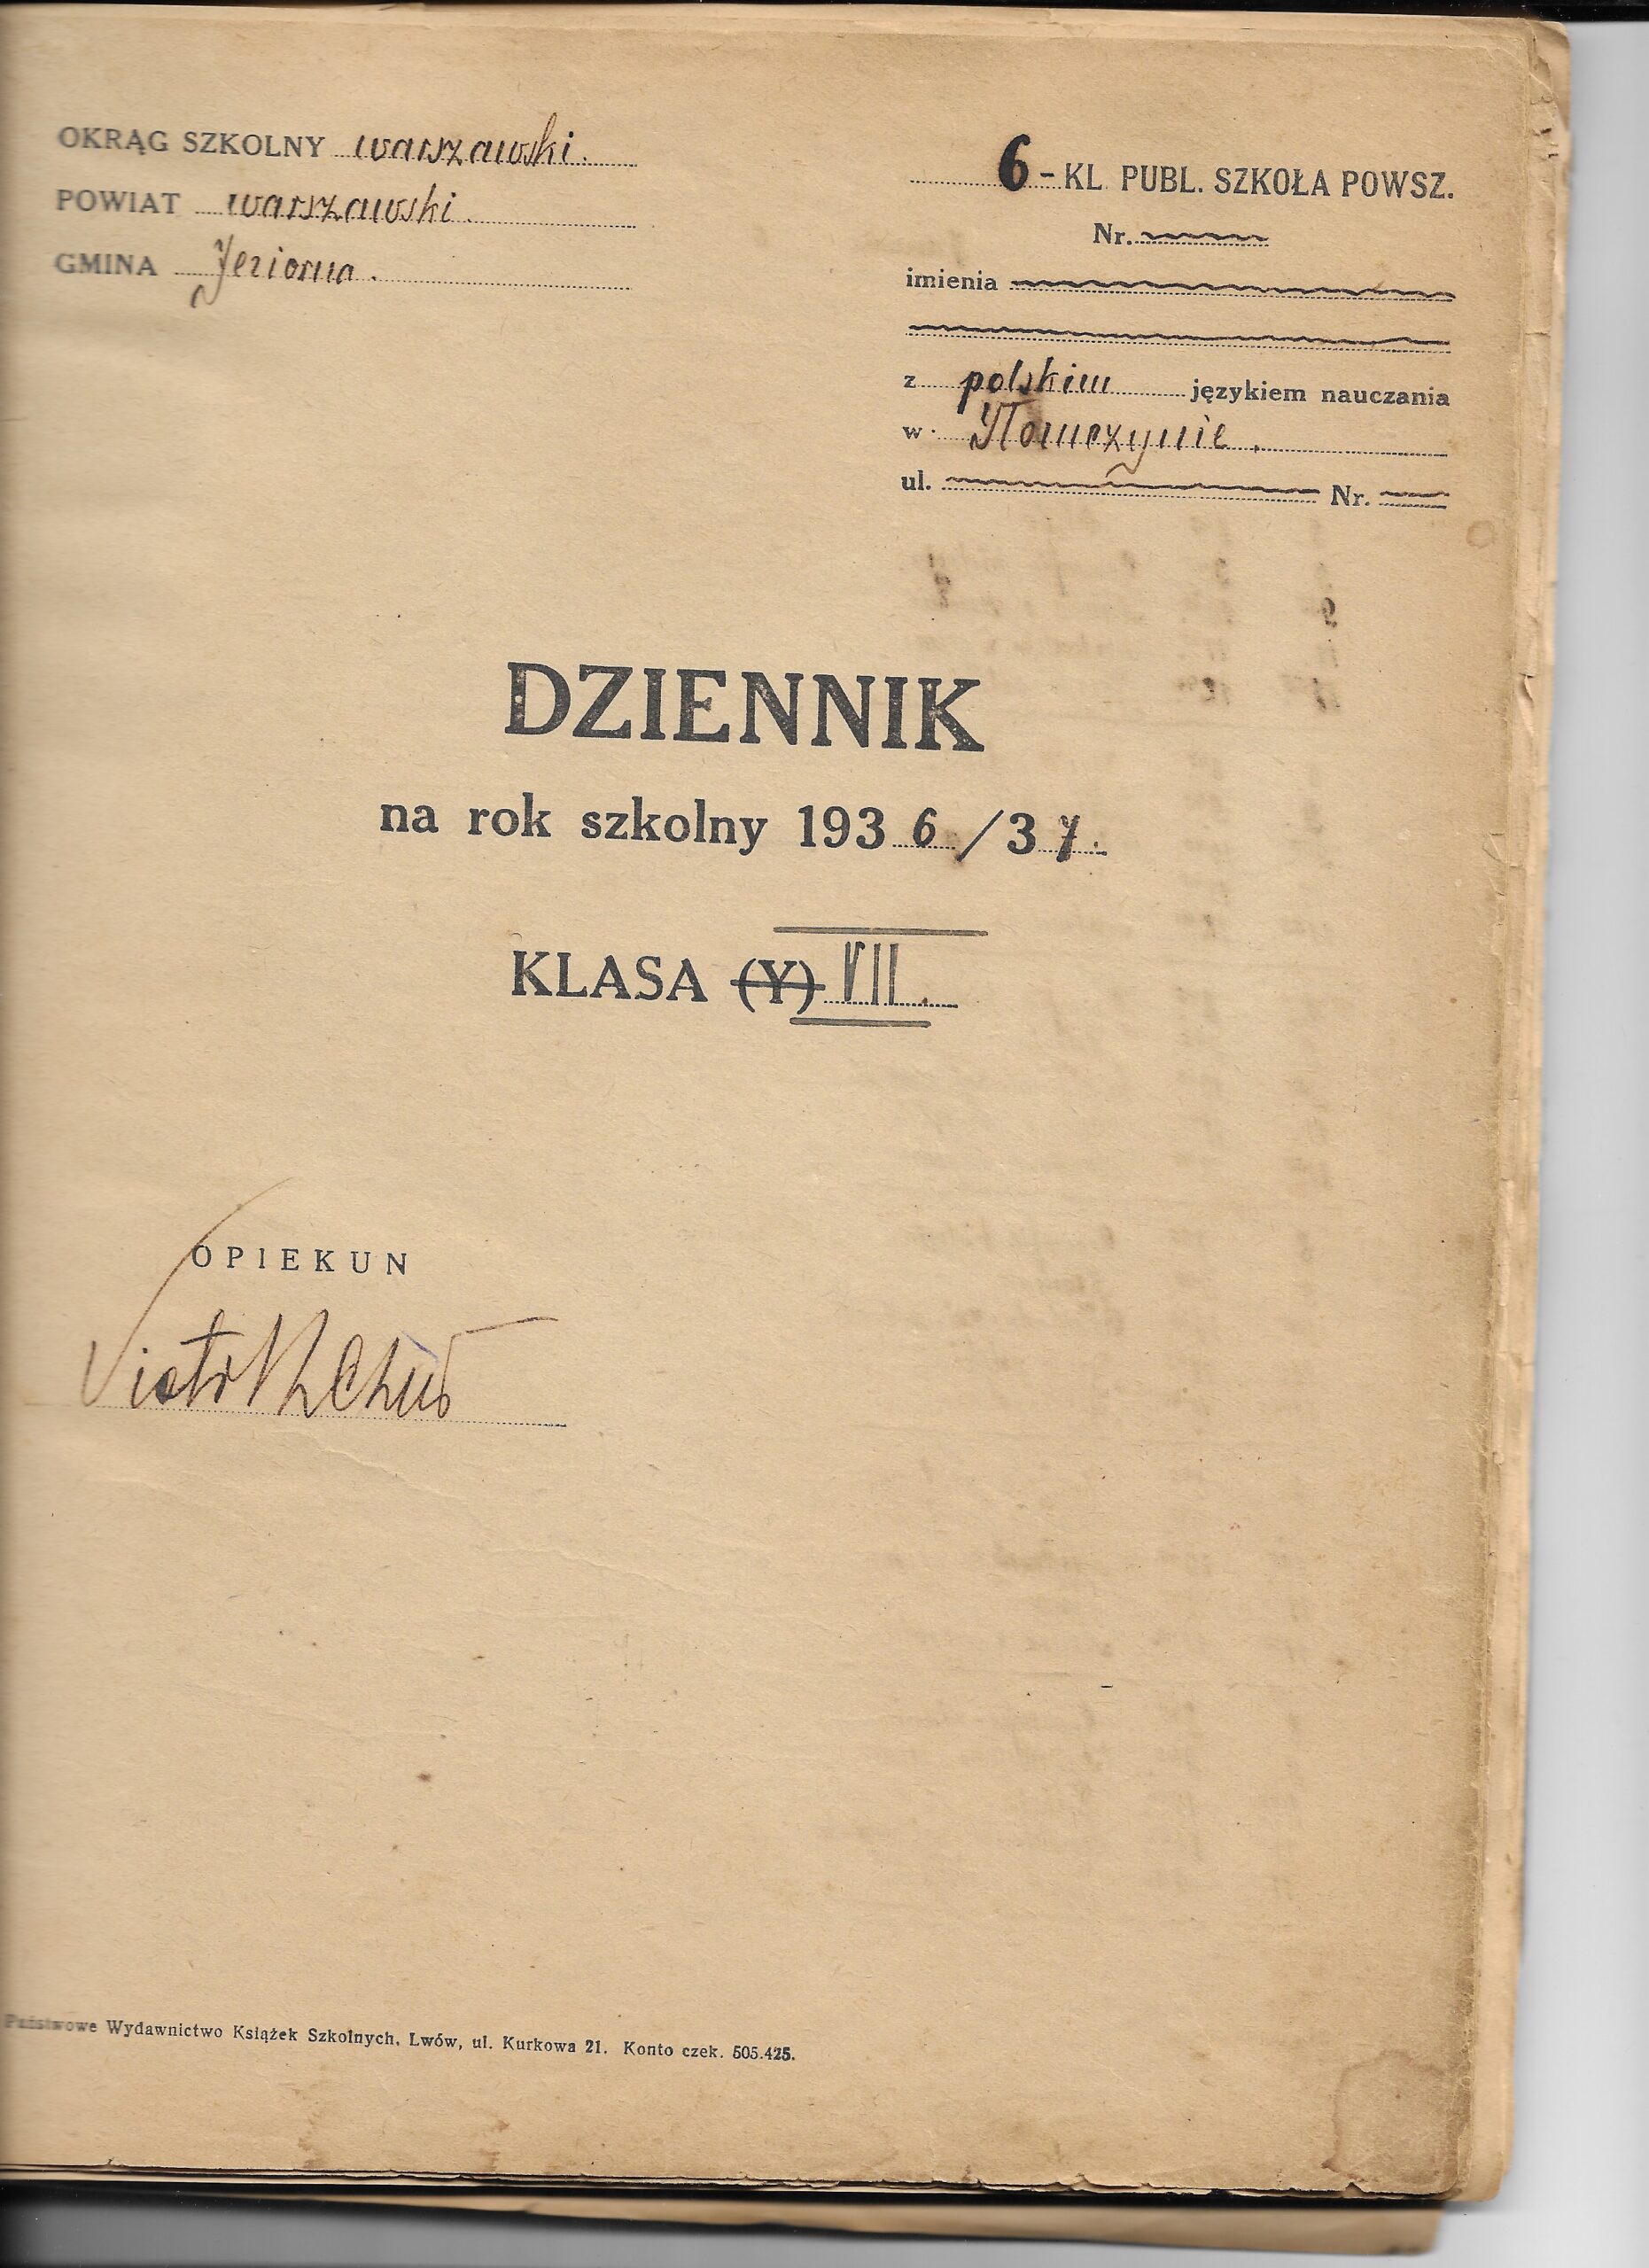 OKRĄG SZKOLNY warszawski.
POWIAT warszawski.
GMINA Jeziorna.
6-KL. PUBL. SZKOŁA POWSZ.
Nr.
imienia
z polskim językiem nauczania
w Słomczynie.
ul. Nr.
DZIENNIK
na rok szkolny 1936/37.
KLASA (Y) VII.
OPIEKUN
Piotr
Państwowe Wydawnictwo Książek Szkolnych, Lwów, ul. Kurkowa 21. Konto czek. 505.425.